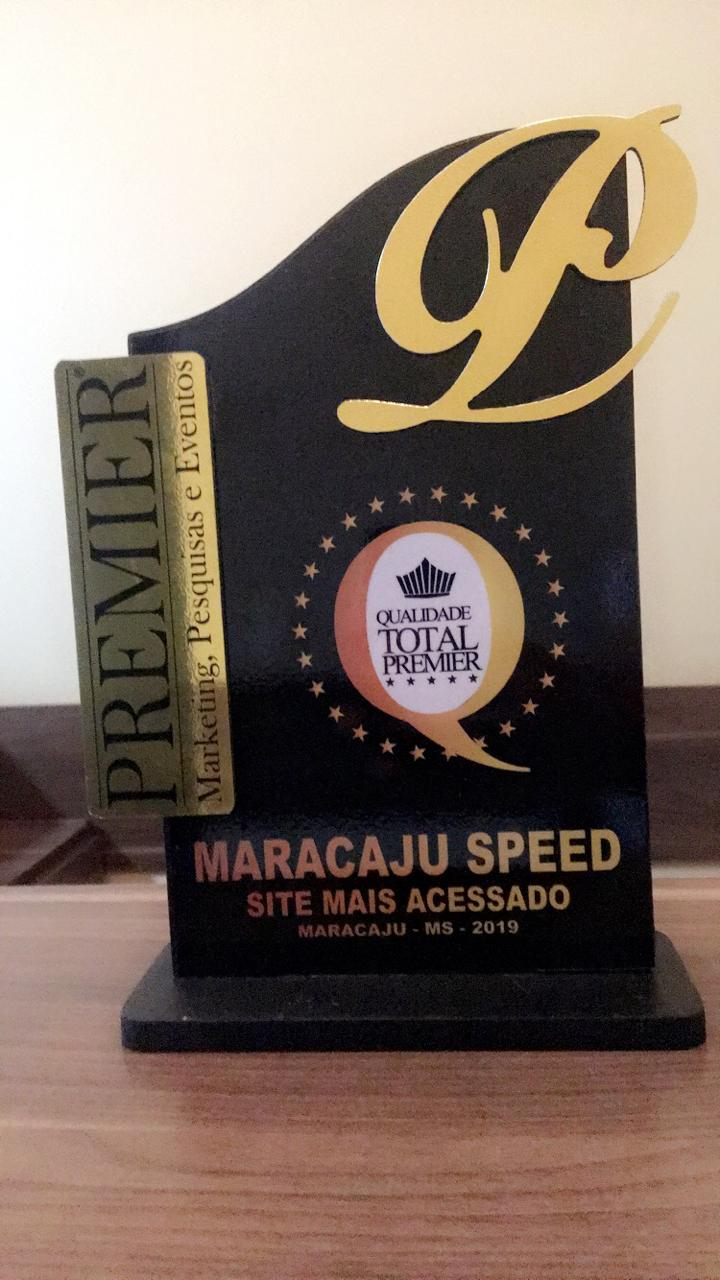 P
PREMIER®
Marketing, Pesquisas e Eventos
QUALIDADE
TOTAL
PREMIER
MARACAJU SPEED
SITE MAIS ACESSADO
MARACAJU - MS - 2019